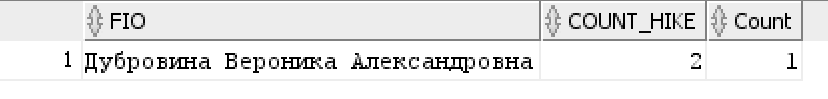 FIO COUNT_HIKE Count
1 Дубровина Вероника Александровна 2 1